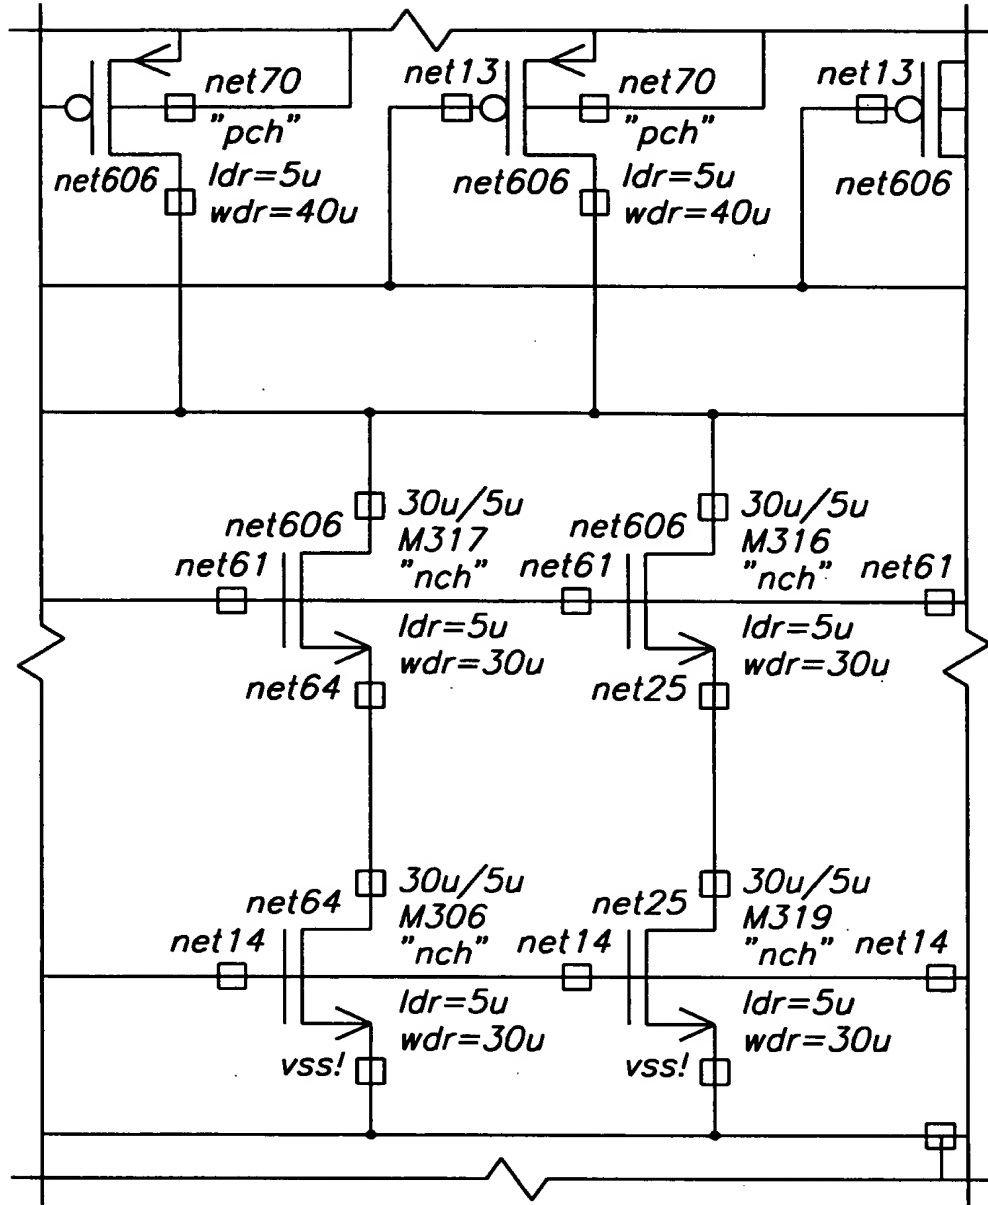 net70
"pch"
net606
ldr=5u
wdr=40u
net13
net70
"pch"
net606
ldr=5u
wdr=40u
net13
net606
net606
30u/5u
M317
"nch"
net61
ldr=5u
wdr=30u
net64
net606
30u/5u
M316
"nch"
net61
ldr=5u
wdr=30u
net25
net61
net64
30u/5u
M306
"nch"
net14
ldr=5u
wdr=30u
vss!
net25
30u/5u
M319
"nch"
net14
ldr=5u
wdr=30u
vss!
net14